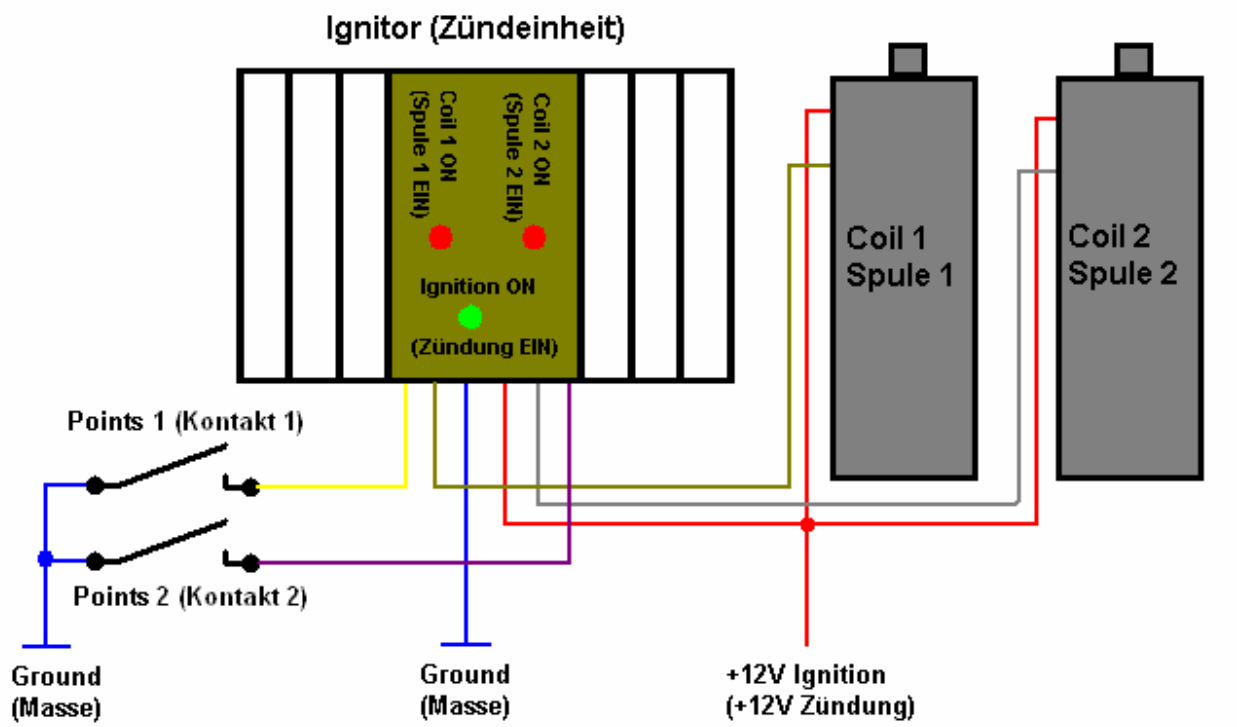 Ignitor (Zündeinheit)
Coil 1 ON
(Spule 1 EIN)
Coil 2 ON
(Spule 2 EIN)
Ignition ON
(Zündung EIN)
Coil 1
Spule 1
Coil 2
Spule 2
Points 1 (Kontakt 1)
Points 2 (Kontakt 2)
Ground
(Masse)
Ground
(Masse)
+12V Ignition
(+12V Zündung)